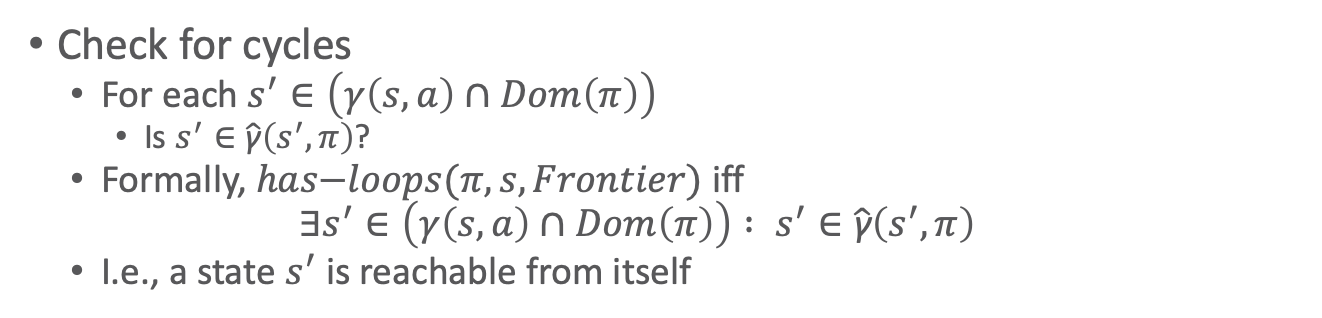 • Check for cycles
• For each 𝑠′ ∈ (𝛾(𝑠, 𝑎) ∩ 𝐷𝑜𝑚(𝜋))
• Is 𝑠′ ∈ 𝛾̂(𝑠′, 𝜋)?
• Formally, ℎ𝑎𝑠−𝑙𝑜𝑜𝑝𝑠(𝜋, 𝑠, 𝐹𝑟𝑜𝑛𝑡𝑖𝑒𝑟) iff
∃𝑠′ ∈ (𝛾(𝑠, 𝑎) ∩ 𝐷𝑜𝑚(𝜋)) : 𝑠′ ∈ 𝛾̂(𝑠′, 𝜋)
• I.e., a state 𝑠′ is reachable from itself